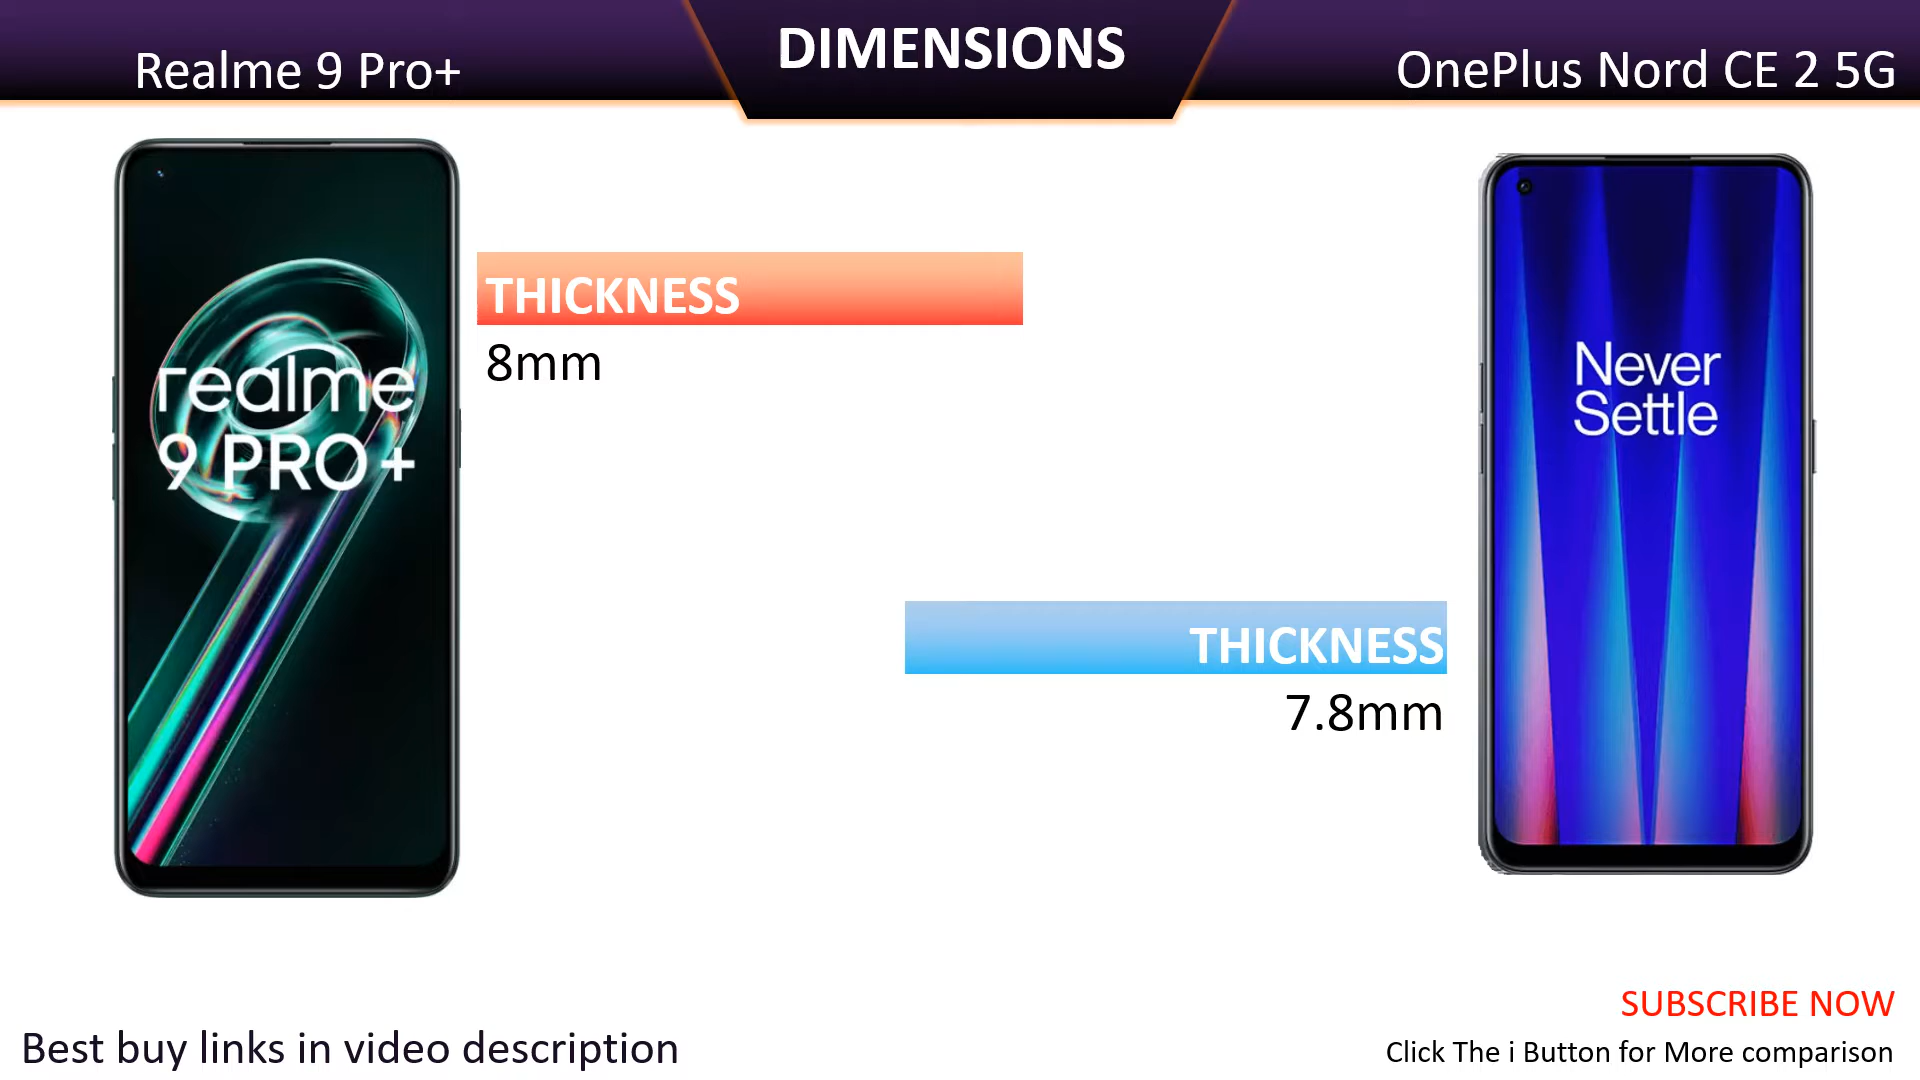 DIMENSIONS
Realme 9 Pro+
OnePlus Nord CE 2 5G
THICKNESS
8mm
realme
9 PRO+
Never
Settle
THICKNESS
7.8mm
SUBSCRIBE NOW
Best buy links in video description
Click The i Button for More comparison